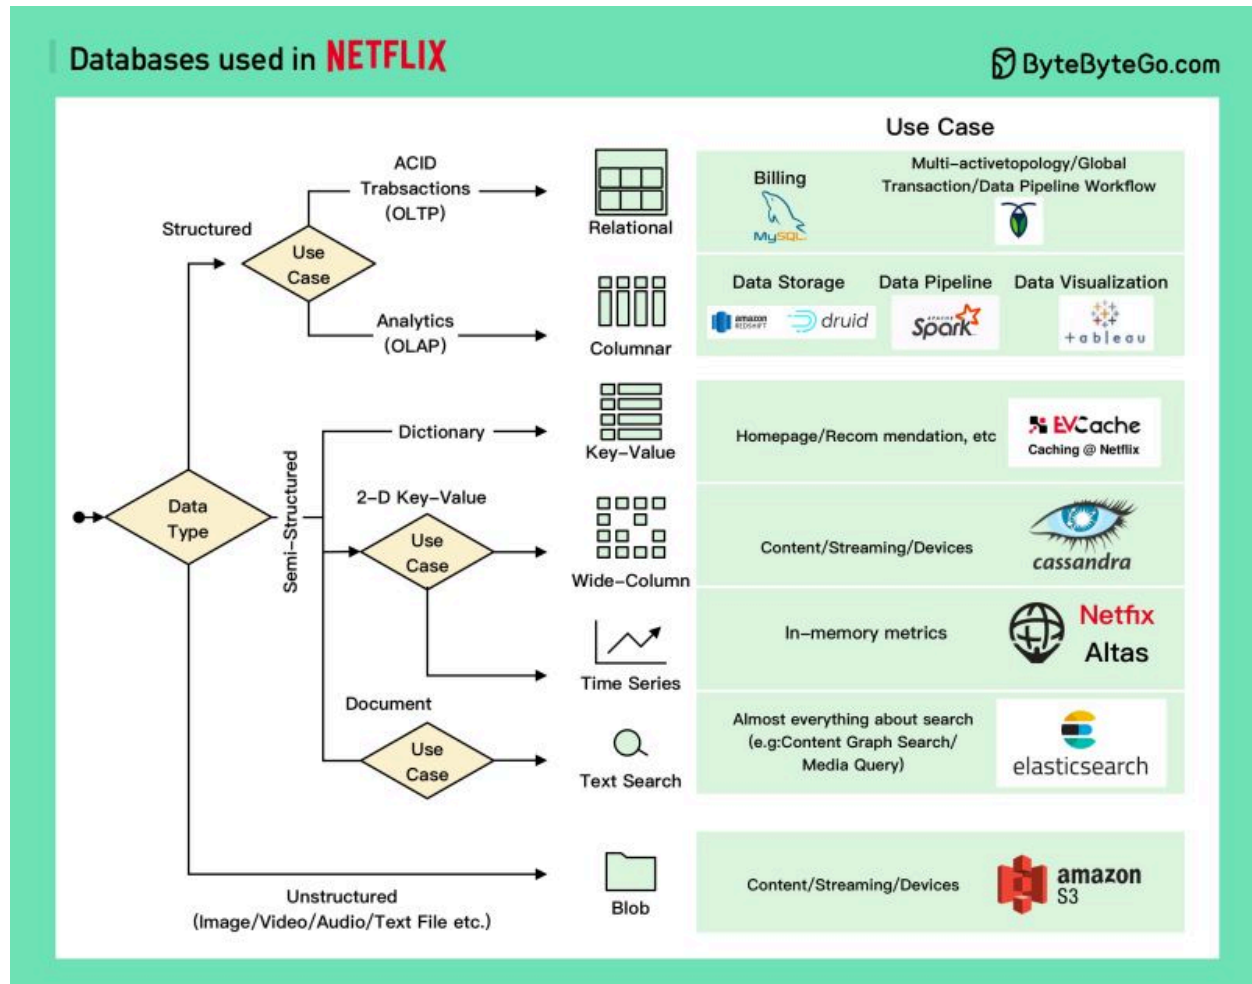 Databases used in NETFLIX
ByteByteGo.com
Use Case
Structured
Use
Case
ACID
Trabsactions
(OLTP)
Relational
Billing
MySQL
Multi-activetopology/Global
Transaction/Data Pipeline Workflow
Analytics
(OLAP)
Columnar
Data Storage
amazon
REDSHIFT
druid
Data Pipeline
APACHE
Spark
Data Visualization
+ableau
Data
Type
Semi-Structured
Dictionary
Key-Value
Homepage/Recom mendation, etc
EVCache
Caching @ Netflix
2-D Key-Value
Use
Case
Wide-Column
Content/Streaming/Devices
cassandra
Time Series
In-memory metrics
Netfix
Altas
Document
Use
Case
Text Search
Almost everything about search
(e.g:Content Graph Search/
Media Query)
elasticsearch
Unstructured
(Image/Video/Audio/Text File etc.)
Blob
Content/Streaming/Devices
amazon
S3